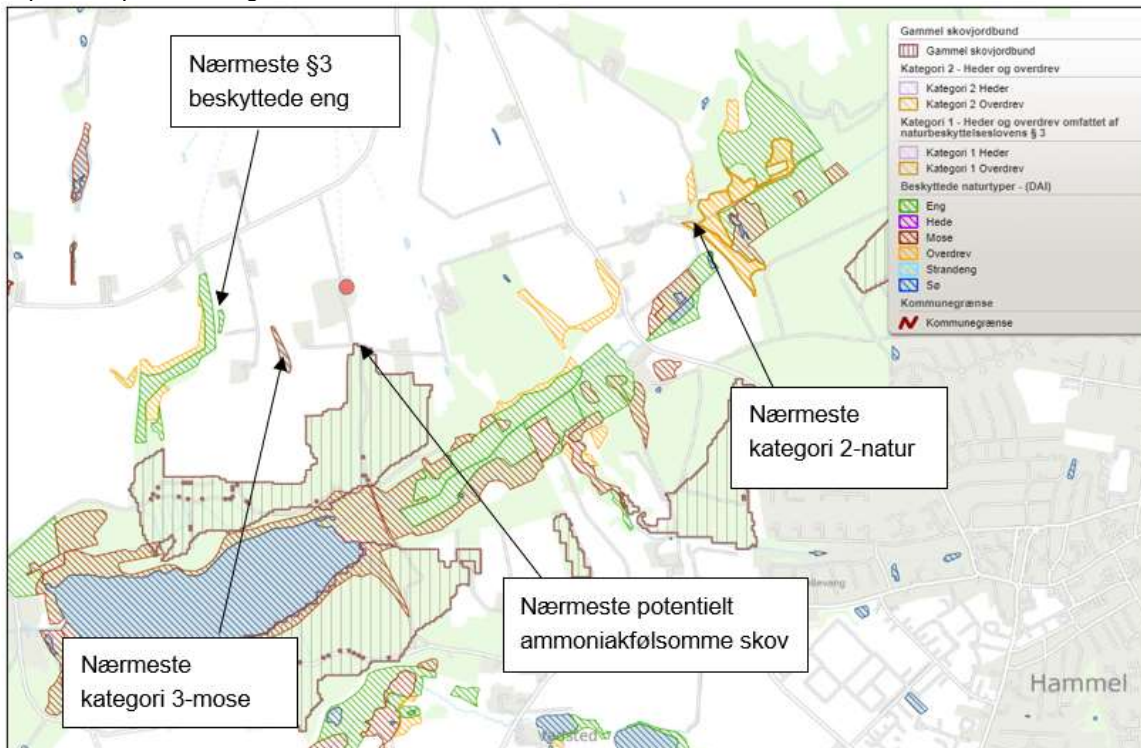 Nærmeste §3
beskyttede eng
Gammel skovjordbund
Gammel skovjordbund
Kategori 2 - Heder og overdrev
Kategori 2 Heder
Kategori 2 Overdrev
Kategori 1 - Heder og overdrev omfattet af
naturbeskyttelseslovens § 3
Kategori 1 Heder
Kategori 1 Overdrev
Beskyttede naturtyper - (DAI)
Eng
Hede
Mose
Overdrev
Strandeng
Sø
Kommunegrænse
Kommunegrænse
Nærmeste
kategori 2-natur
Nærmeste potentielt
ammoniakfølsomme skov
Nærmeste
kategori 3-mose
Hammel